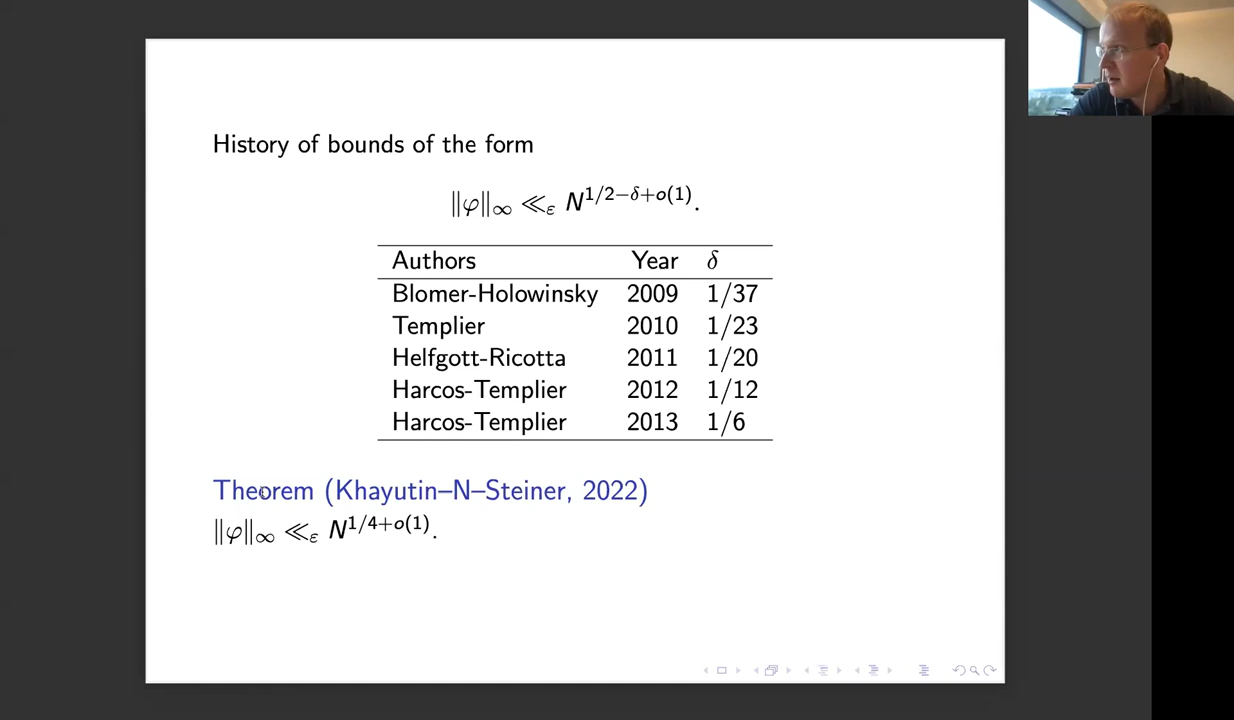 History of bounds of the form
‖φ‖∞ ≪ε N^{1/2−δ+o(1)}.
Authors Year δ
Blomer-Holowinsky 2009 1/37
Templier 2010 1/23
Helfgott-Ricotta 2011 1/20
Harcos-Templier 2012 1/12
Harcos-Templier 2013 1/6
Theorem (Khayutin–N–Steiner, 2022)
‖φ‖∞ ≪ε N^{1/4+o(1)}.